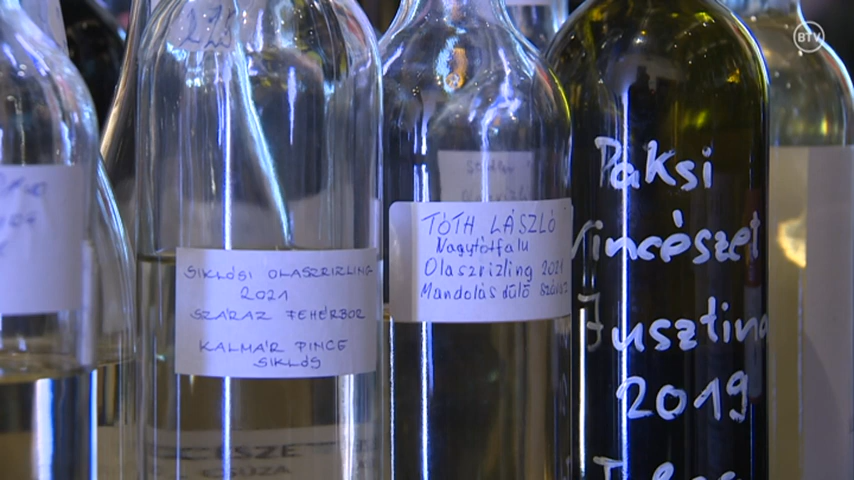 BTV
SIKLÓSI OLASZRIZLING
2021
SZÁRAZ FEHÉRBOR
KALMÁR PINCE
SIKLÓS
TÓTH LÁSZLÓ
Nagytótfalu
Olaszrizling 2021
Mandolás dűlő
Paksi
Vincészet
Jusztina
2019